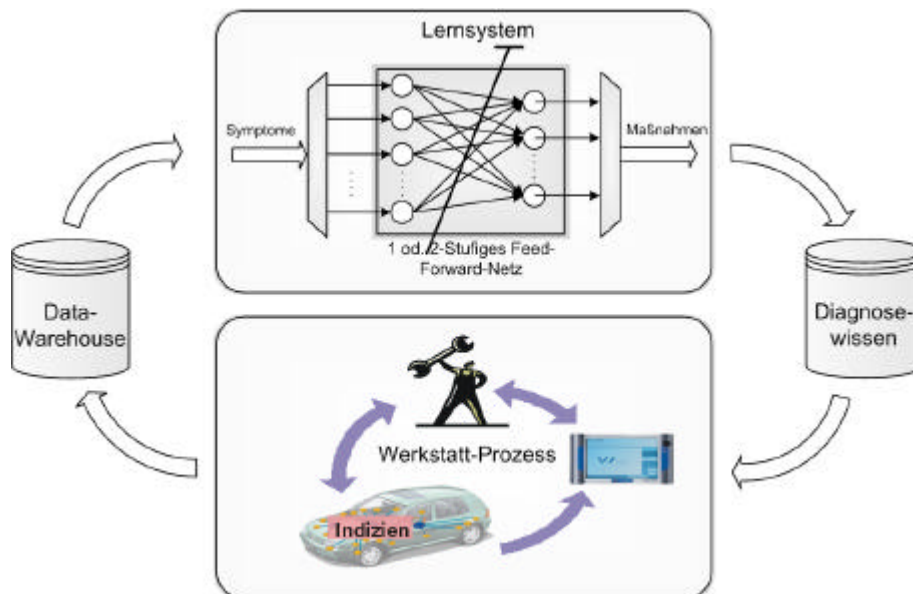 Lernsystem
Symptome
Maßnahmen
1 od. 2-Stufiges Feed-
Forward-Netz
Data-
Warehouse
Diagnose-
wissen
Werkstatt-Prozess
Indizien